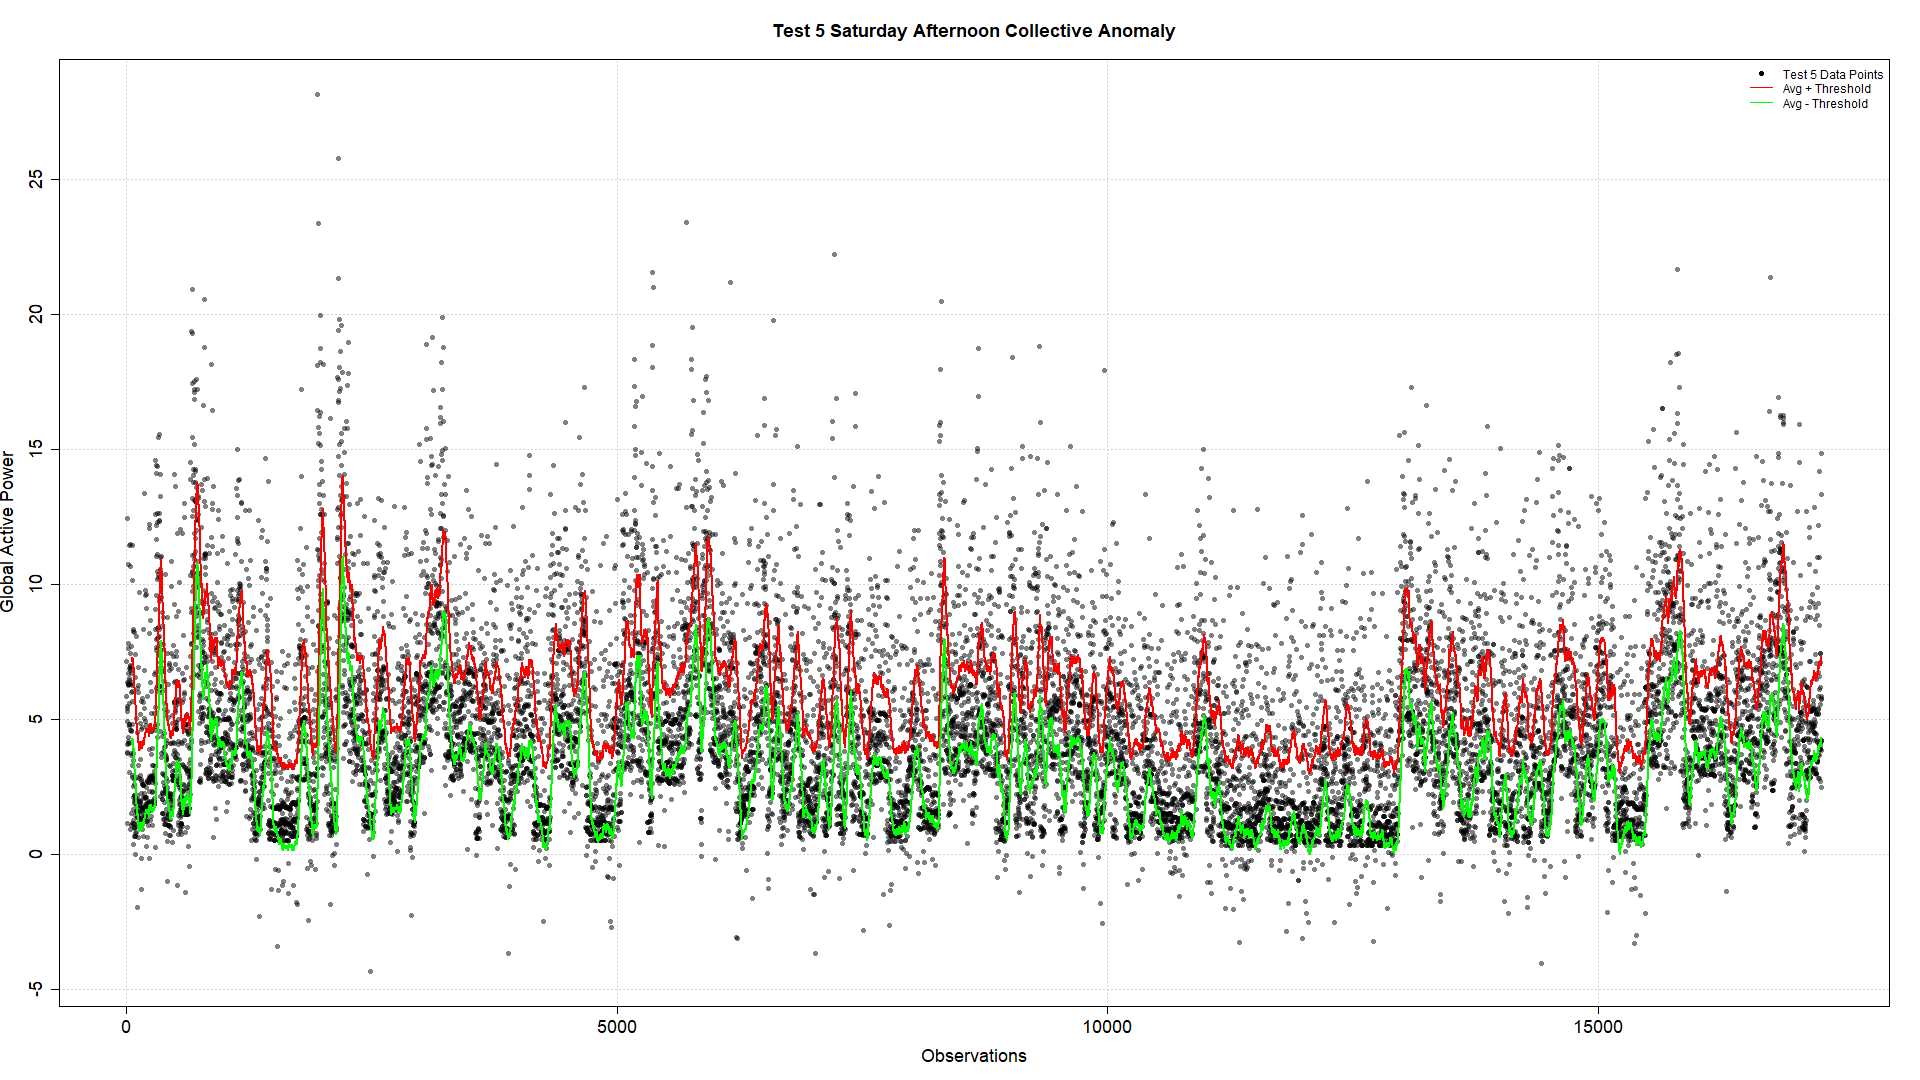 Test 5 Saturday Afternoon Collective Anomaly
Test 5 Data Points
Avg + Threshold
Avg - Threshold
Global Active Power
25
20
15
10
5
0
-5
0
5000
10000
15000
Observations